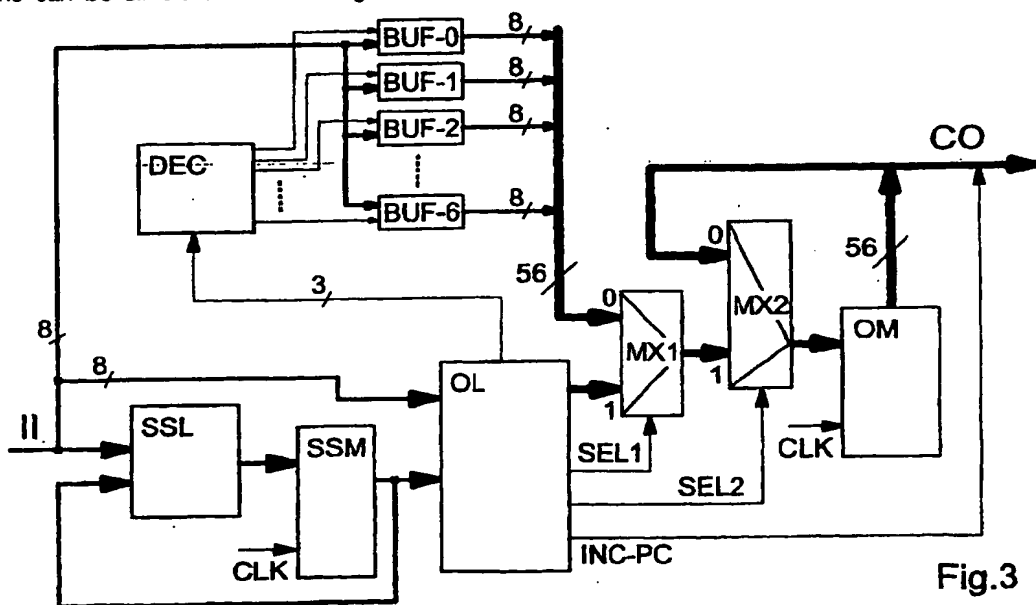 BUF-0
8
BUF-1
8
BUF-2
8
DEC
BUF-6
8
CO
56
0
0
56
3
MX2
OM
MX1
8
8
OL
1
1
II
SSL
SSM
SEL1
CLK
SEL2
CLK
INC-PC
Fig.3